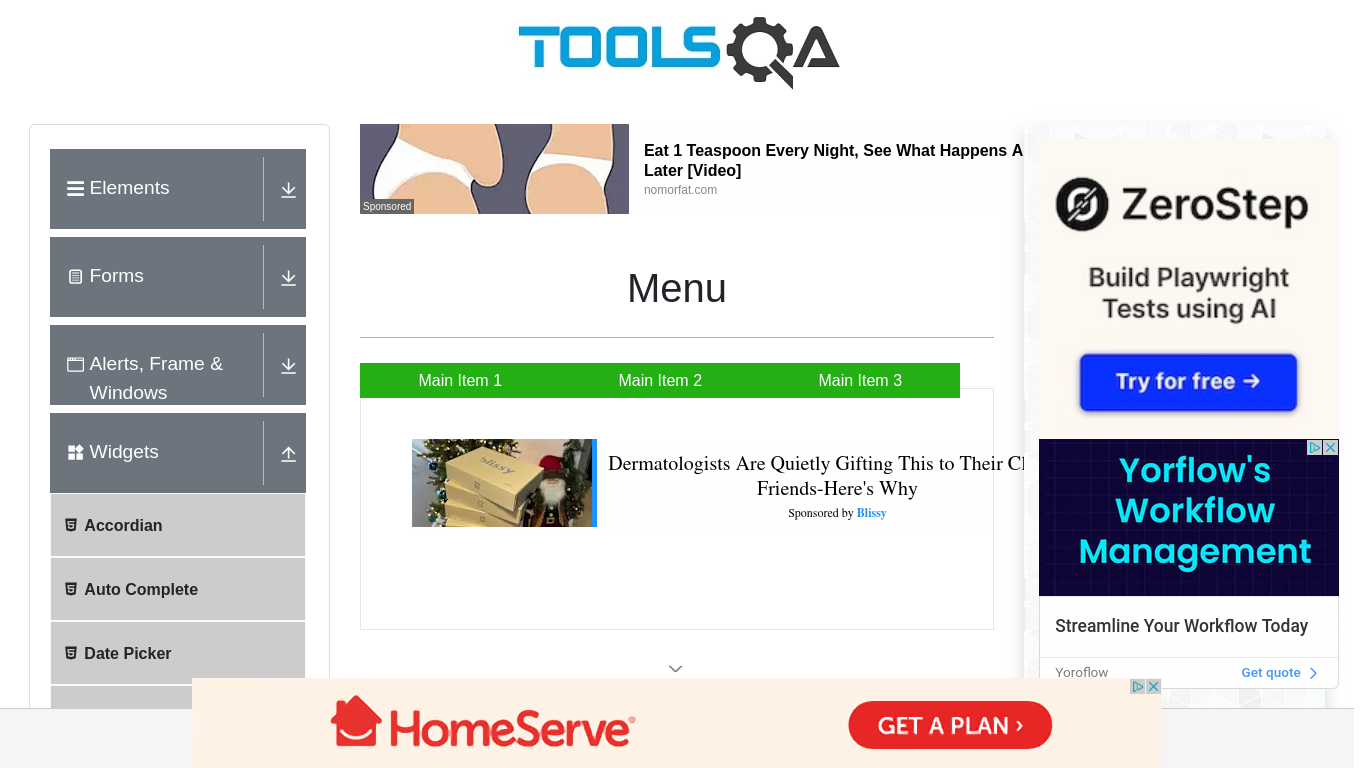 TOOLSQA
Elements
Forms
Alerts, Frame &
Windows
Widgets
Accordian
Auto Complete
Date Picker
Sponsored
Eat 1 Teaspoon Every Night, See What Happens A
Later [Video]
nomorfat.com
Menu
Main Item 1
Main Item 2
Main Item 3
blissy
Dermatologists Are Quietly Gifting This to Their
Friends-Here's Why
Sponsored by Blissy
ZeroStep
Build Playwright
Tests using AI
Try for free →
Yorflow's
Workflow
Management
Streamline Your Workflow Today
Yoroflow
Get quote
HomeServe®
GET A PLAN ›